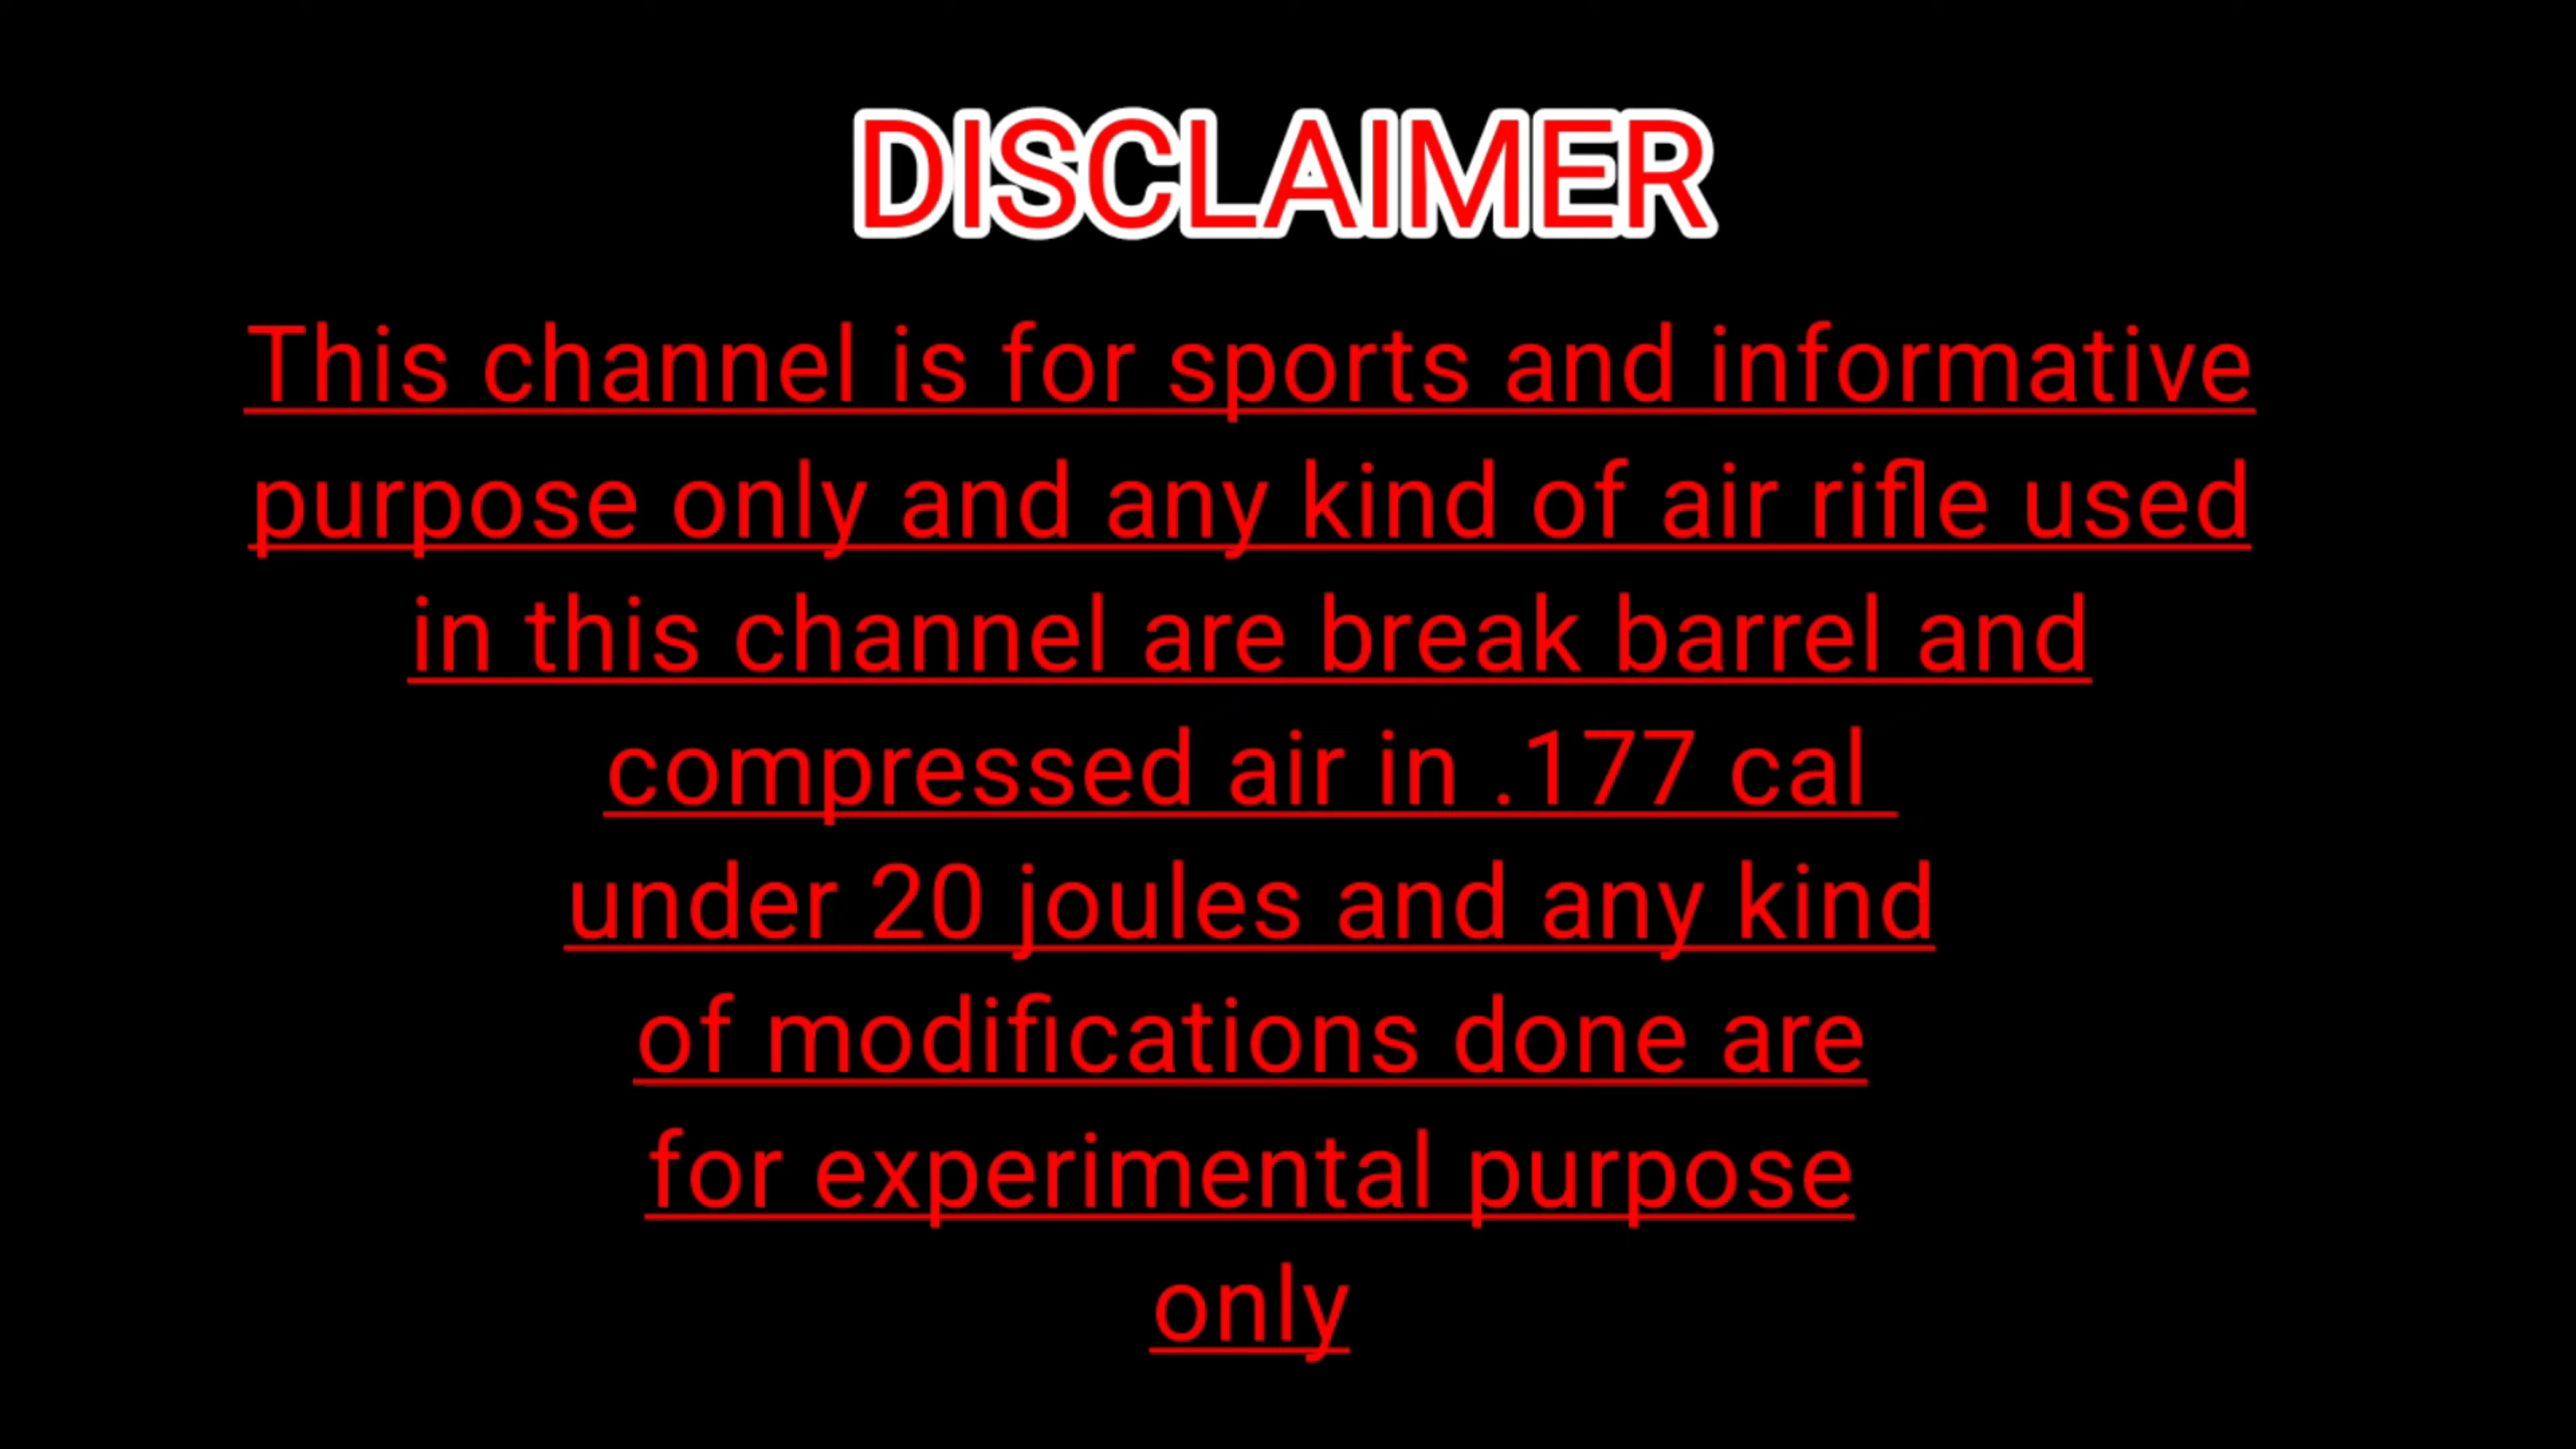 DISCLAIMER
This channel is for sports and informative
purpose only and any kind of air rifle used
in this channel are break barrel and
compressed air in .177 cal
under 20 joules and any kind
of modifications done are
for experimental purpose
only